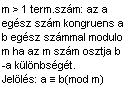 m > 1 term.szám: az a
egész szám kongruens a
b egész számmal modulo
m ha az m szám osztja b
-a különbségét.
Jelölés: a ≡ b(mod m)